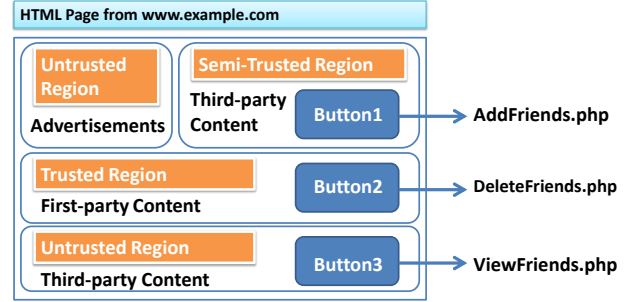 HTML Page from www.example.com
Untrusted
Region
Advertisements
Semi-Trusted Region
Third-party
Content
Button1
AddFriends.php
Trusted Region
First-party Content
Button2
DeleteFriends.php
Untrusted Region
Third-party Content
Button3
ViewFriends.php